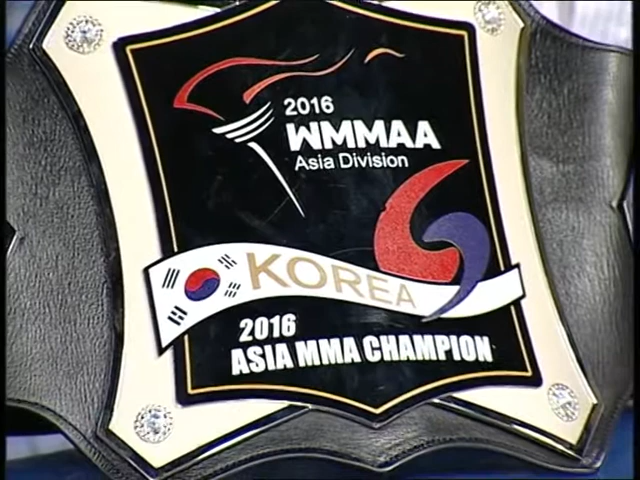 2016
WMMAA
Asia Division
KOREA
2016
ASIA MMA CHAMPION